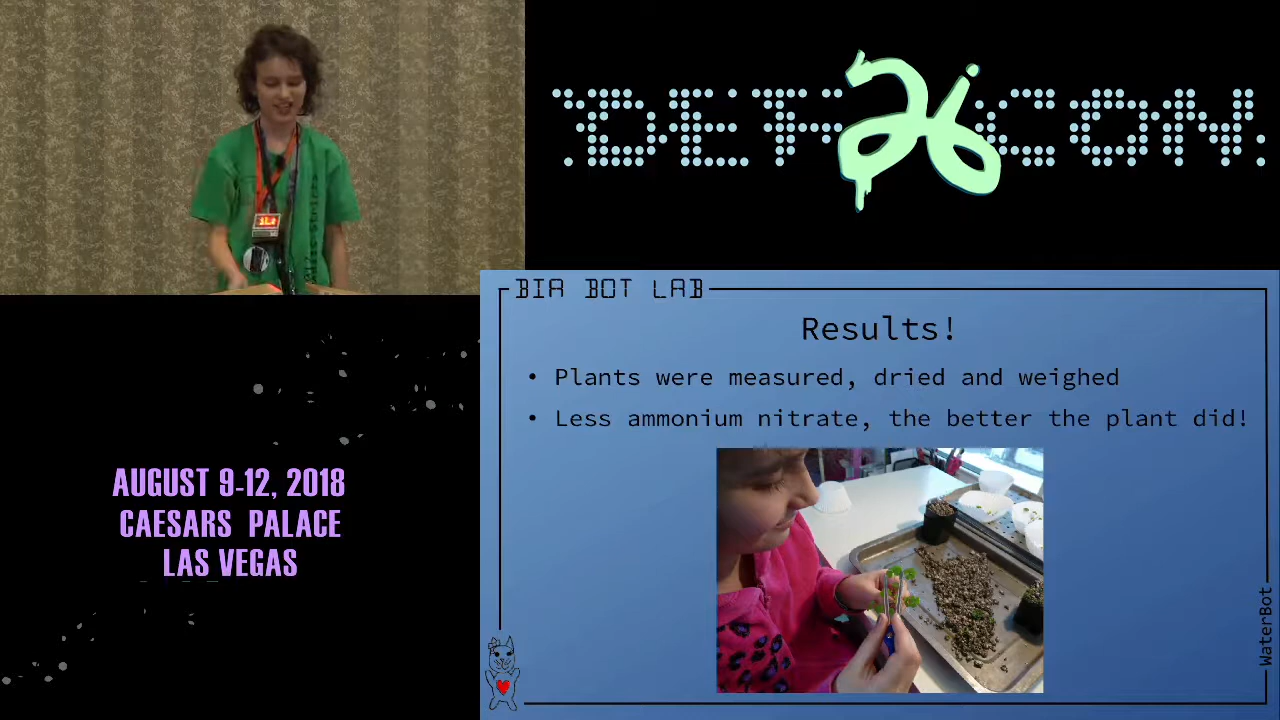 DEF 26 CON
BIA BOT LAB
Results!
• Plants were measured, dried and weighed
• Less ammonium nitrate, the better the plant did!
AUGUST 9-12, 2018
CAESARS PALACE
LAS VEGAS
WaterBot